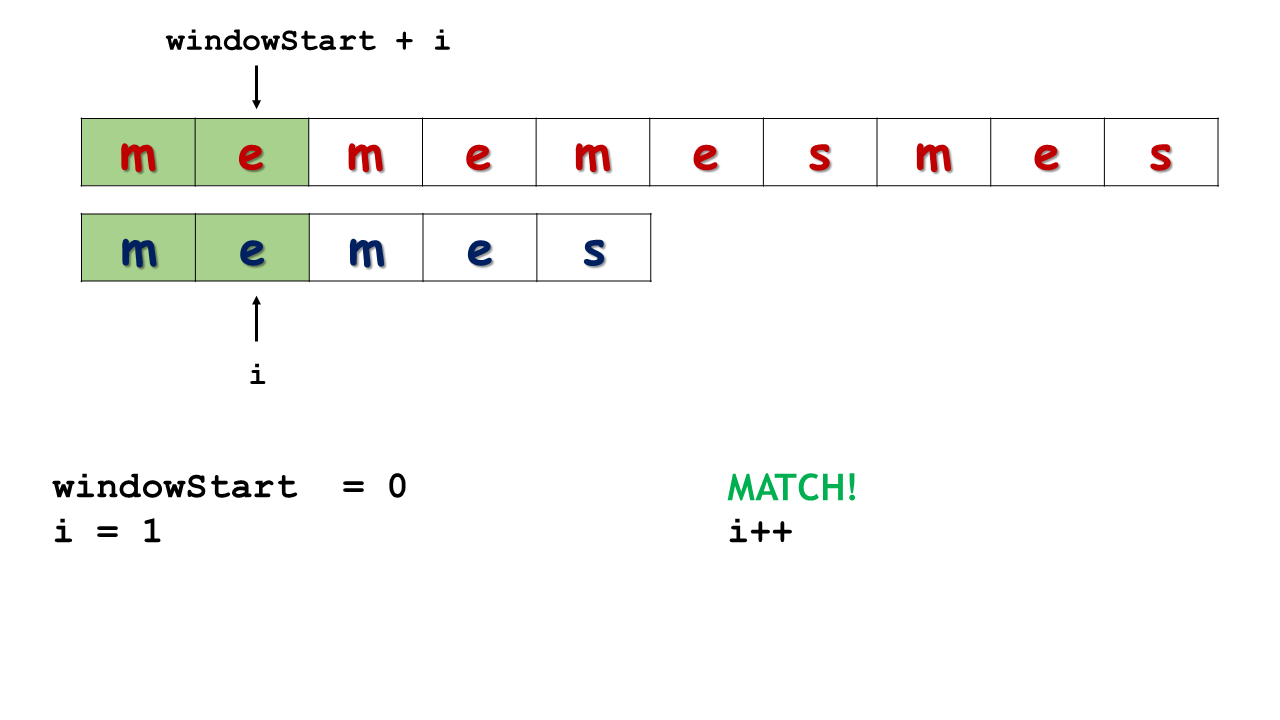 windowStart + i
m e m e m e s m e s
m e m e s
i
windowStart  = 0
i = 1
MATCH!
i++